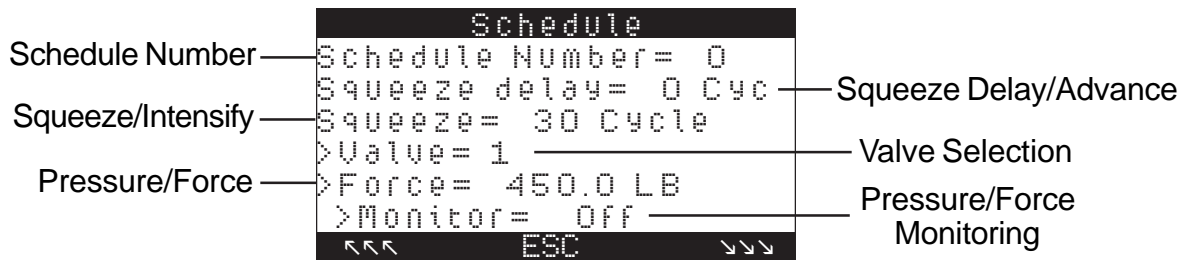 Schedule
Schedule Number
Schedule Number= 0
Squeeze delay= 0 Cyc
Squeeze Delay/Advance
Squeeze/Intensify
Squeeze= 30 Cycle
>Valve= 1
Valve Selection
Pressure/Force
>Force= 450.0 LB
>Monitor= Off
Pressure/Force
Monitoring
↖↖↖ ESC ↘↘↘